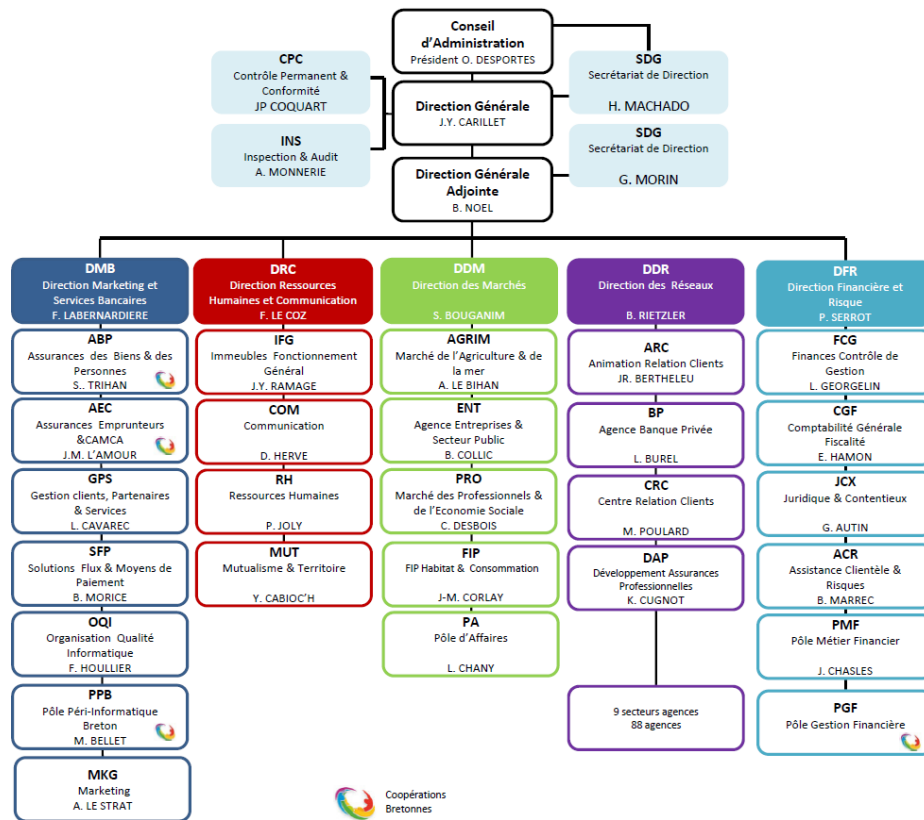 Conseil
d'Administration
Président O. DESPORTES
CPC
Contrôle Permanent &
Conformité
JP COQUART
SDG
Secrétariat de Direction
H. MACHADO
Direction Générale
J.Y. CARILLET
INS
Inspection & Audit
A. MONNERIE
SDG
Secrétariat de Direction
G. MORIN
Direction Générale
Adjointe
B. NOEL
DMB
Direction Marketing et
Services Bancaires
F. LABERNARDIERE
ABP
Assurances des Biens & des
Personnes
S.. TRIHAN
AEC
Assurances Emprunteurs
&CAMCA
J.M. L'AMOUR
GPS
Gestion clients, Partenaires
& Services
L. CAVAREC
SFP
Solutions Flux & Moyens de
Paiement
B. MORICE
OQI
Organisation Qualité
Informatique
F. HOULLIER
PPB
Pôle Péri-Informatique
Breton
M. BELLET
MKG
Marketing
A. LE STRAT
DRC
Direction Ressources
Humaines et Communication
F. LE COZ
IFG
Immeubles Fonctionnement
Général
J.Y. RAMAGE
COM
Communication
D. HERVE
RH
Ressources Humaines
P. JOLY
MUT
Mutualisme & Territoire
Y. CABIOC'H
DDM
Direction des Marchés
S. BOUGANIM
AGRIM
Marché de l'Agriculture & de
la mer
A. LE BIHAN
ENT
Agence Entreprises &
Secteur Public
B. COLLIC
PRO
Marché des Professionnels &
de l'Economie Sociale
C. DESBOIS
FIP
FIP Habitat & Consommation
J-M. CORLAY
PA
Pôle d'Affaires
L. CHANY
DDR
Direction des Réseaux
B. RIETZLER
ARC
Animation Relation Clients
JR. BERTHELEU
BP
Agence Banque Privée
L. BUREL
CRC
Centre Relation Clients
M. POULARD
DAP
Développement Assurances
Professionnelles
K. CUGNOT
9 secteurs agences
88 agences
DFR
Direction Financière et
Risque
P. SERROT
FCG
Finances Contrôle de
Gestion
L. GEORGELIN
CGF
Comptabilité Générale
Fiscalité
E. HAMON
JCX
Juridique & Contentieux
G. AUTIN
ACR
Assistance Clientèle &
Risques
B. MARREC
PMF
Pôle Métier Financier
J. CHASLES
PGF
Pôle Gestion Financière
Coopérations
Bretonnes